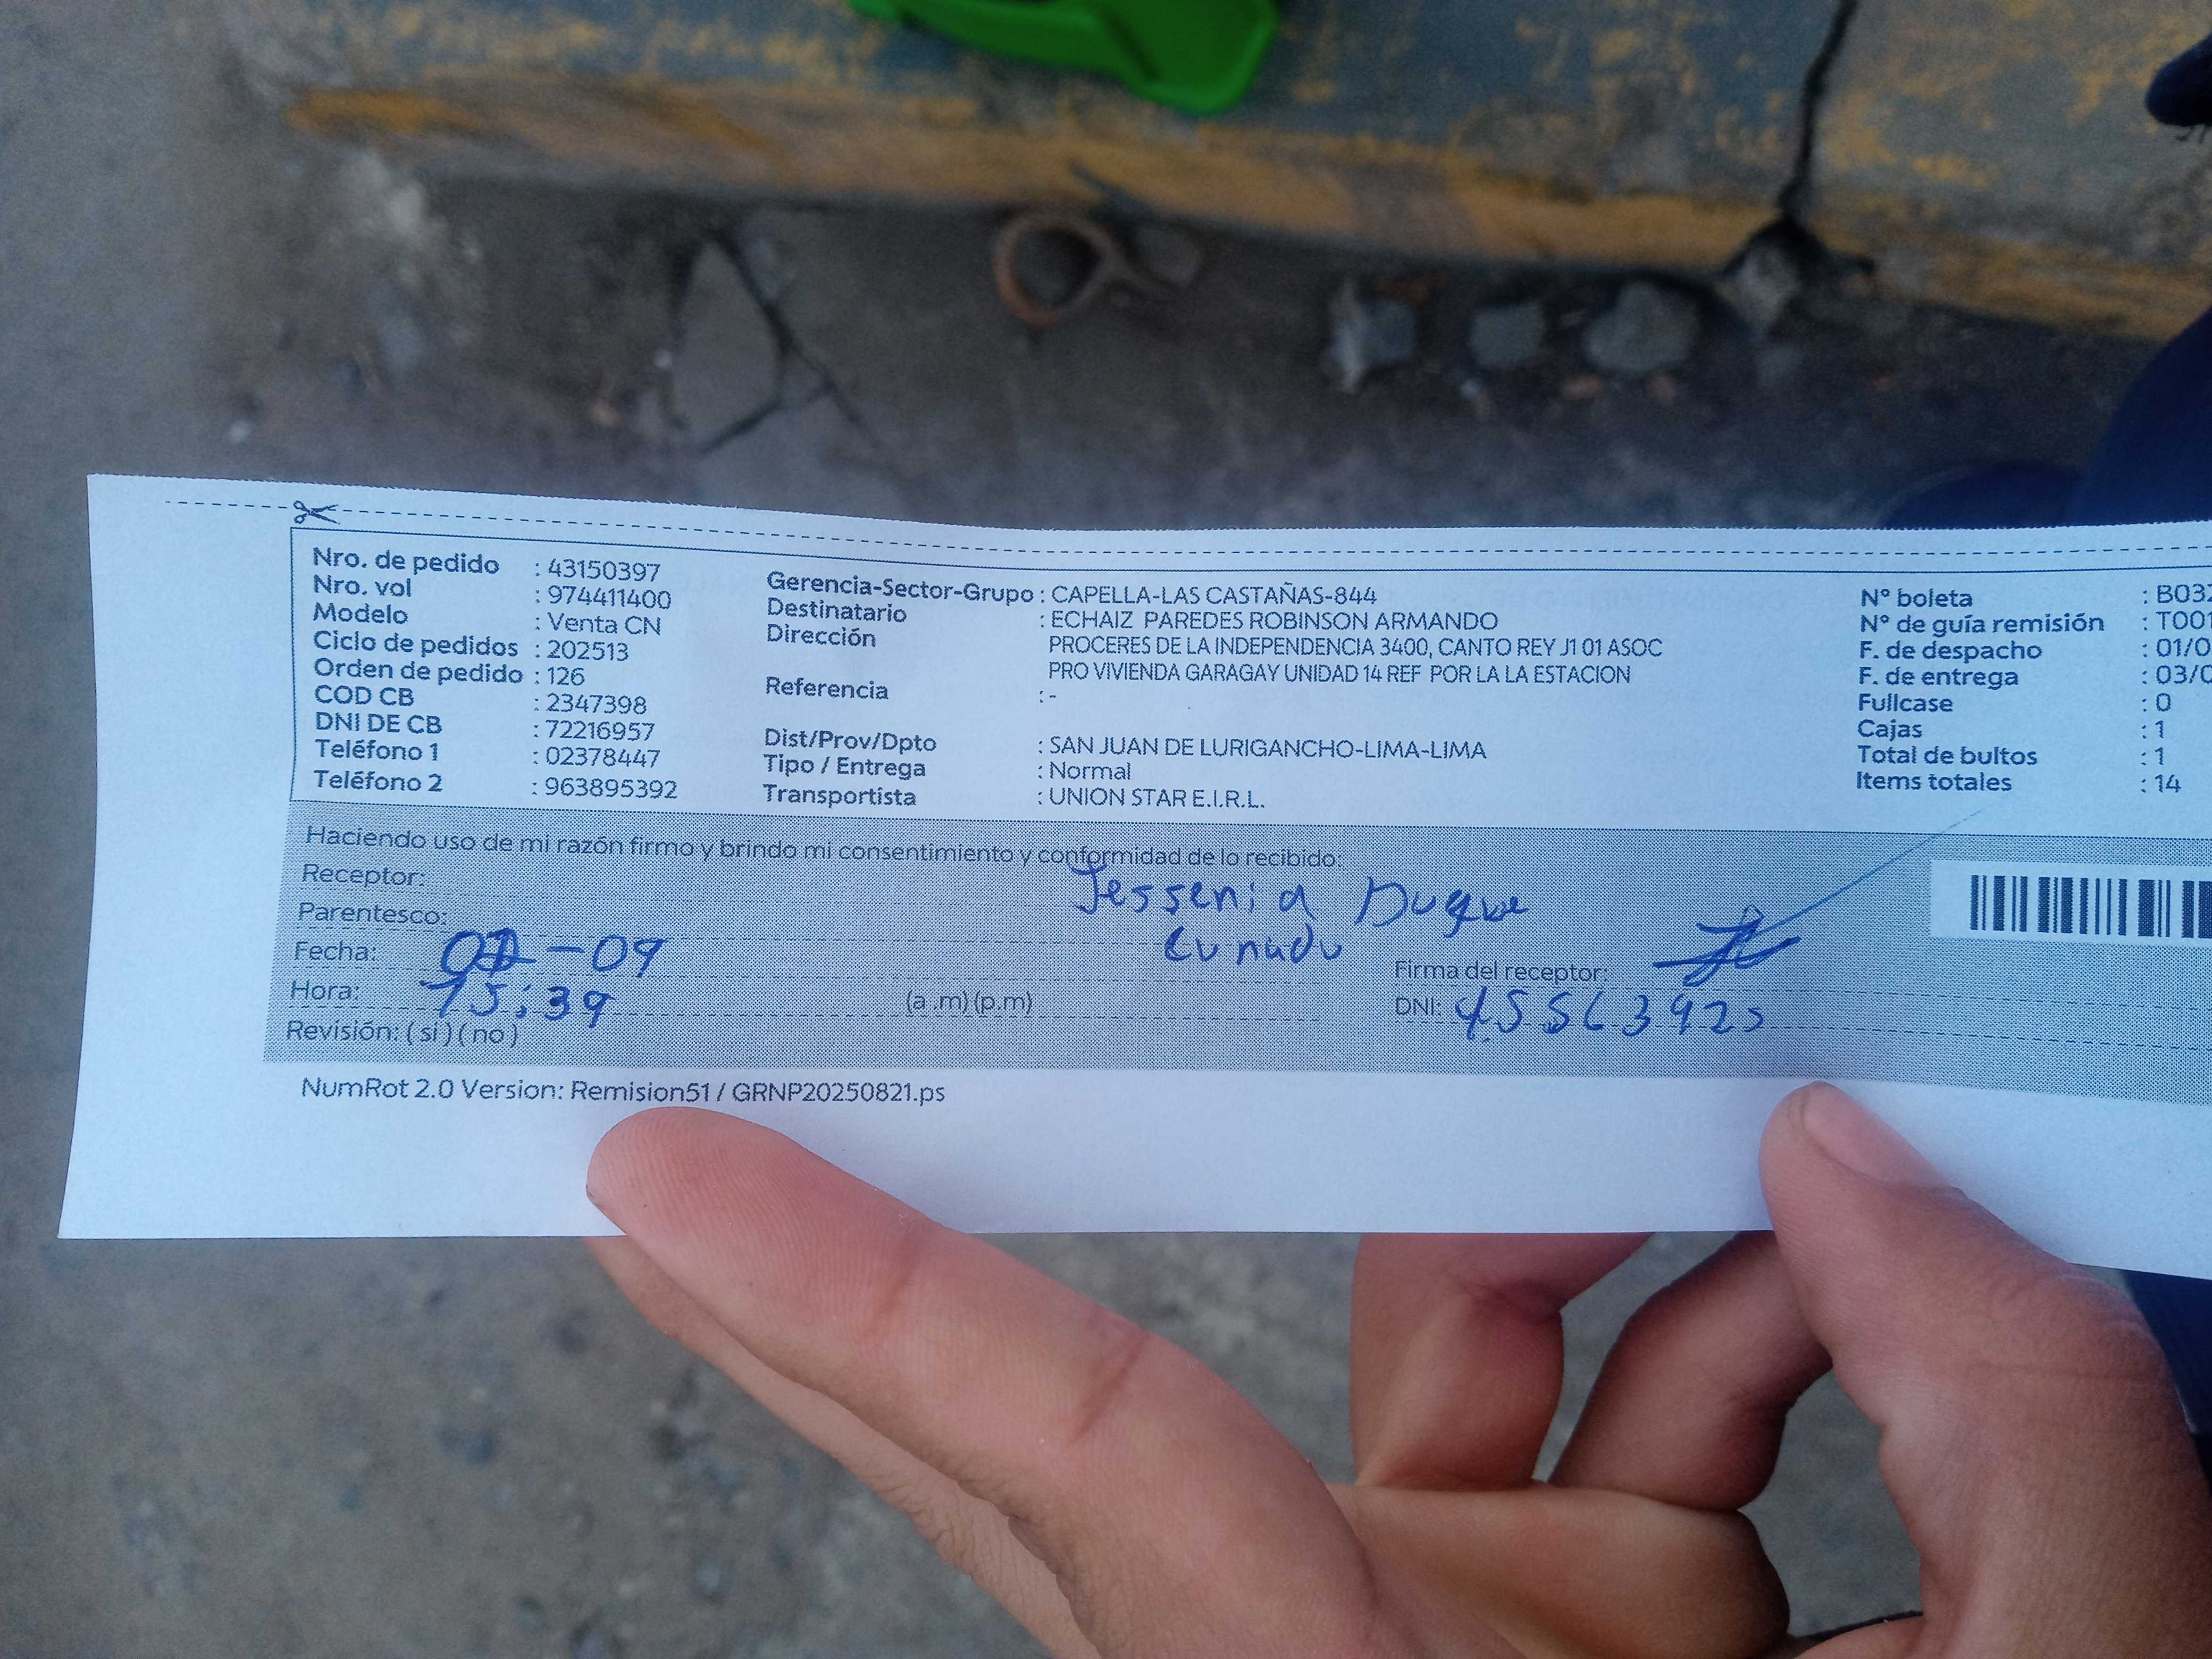 Nro. de pedido : 43150397
Nro. vol : 974411400
Modelo : Venta CN
Ciclo de pedidos : 202513
Orden de pedido : 126
COD CB : 2347398
DNI DE CB : 72216957
Teléfono 1 : 02378447
Teléfono 2 : 963895392
Gerencia-Sector-Grupo : CAPELLA-LAS CASTAÑAS-844
Destinatario : ECHAIZ PAREDES ROBINSON ARMANDO
Dirección PROCERES DE LA INDEPENDENCIA 3400, CANTO REY J1 01 ASOC
PRO VIVIENDA GARAGAY UNIDAD 14 REF POR LA LA ESTACION
Referencia : -
Dist/Prov/Dpto : SAN JUAN DE LURIGANCHO-LIMA-LIMA
Tipo / Entrega : Normal
Transportista : UNION STAR E.I.R.L.
N° boleta : B032
N° de guía remisión : T001
F. de despacho : 01/0
F. de entrega : 03/0
Fullcase : 0
Cajas : 1
Total de bultos : 1
Items totales : 14
Haciendo uso de mi razón firmo y brindo mi consentimiento y conformidad de lo recibido:
Receptor: Jessenia Duque
Parentesco: Cuñadu
Fecha: -09
Hora: 15:39 (a .m) (p.m)
Revisión: ( si ) ( no )
Firma del receptor:
DNI:
NumRot 2.0 Version: Remision51 / GRNP20250821.ps